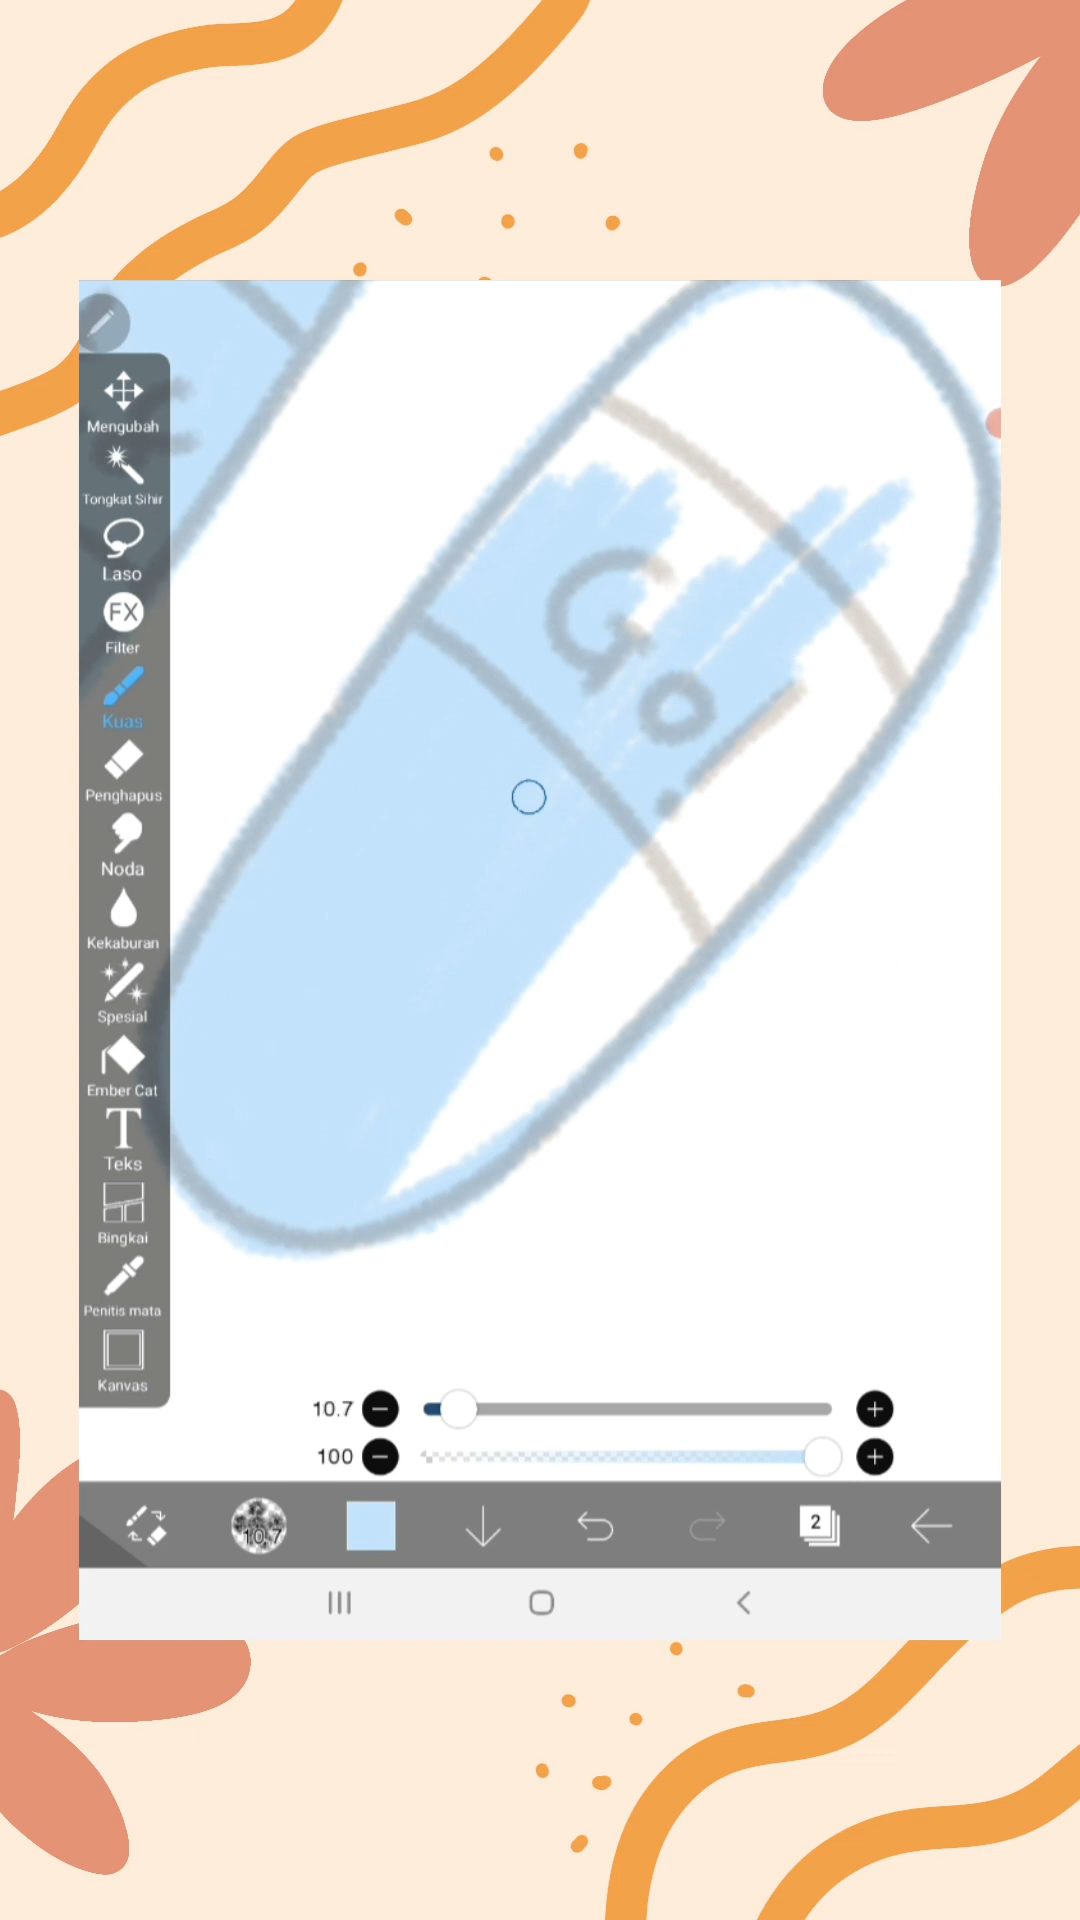 Mengubah
Tongkat Sihir
Laso
FX
Filter
Kuas
Penghapus
Noda
Kekaburan
Spesial
Ember Cat
T
Teks
Bingkai
Penitis mata
Kanvas
Go!
10.7
100
10.7
2